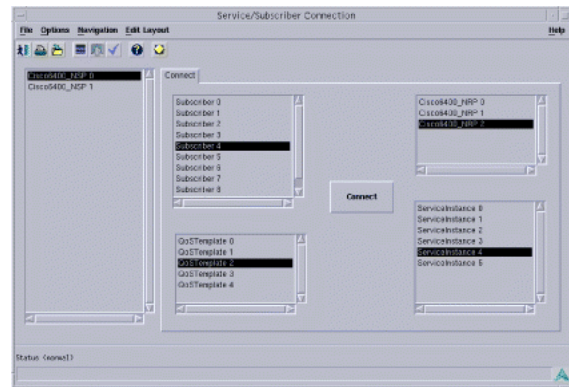 Service/Subscriber Connection
File Options Navigation Edit Layout Help
Cisco6400_NSP 0
Cisco6400_NSP 1
Connect
Subscriber 0
Subscriber 1
Subscriber 2
Subscriber 3
Subscriber 4
Subscriber 5
Subscriber 6
Subscriber 7
Subscriber 8
Cisco6400_NRP 0
Cisco6400_NRP 1
Cisco6400_NRP 2
Connect
QoSTemplate 0
QoSTemplate 1
QoSTemplate 2
QoSTemplate 3
QoSTemplate 4
ServiceInstance 0
ServiceInstance 1
ServiceInstance 2
ServiceInstance 3
ServiceInstance 4
ServiceInstance 5
Status (normal)